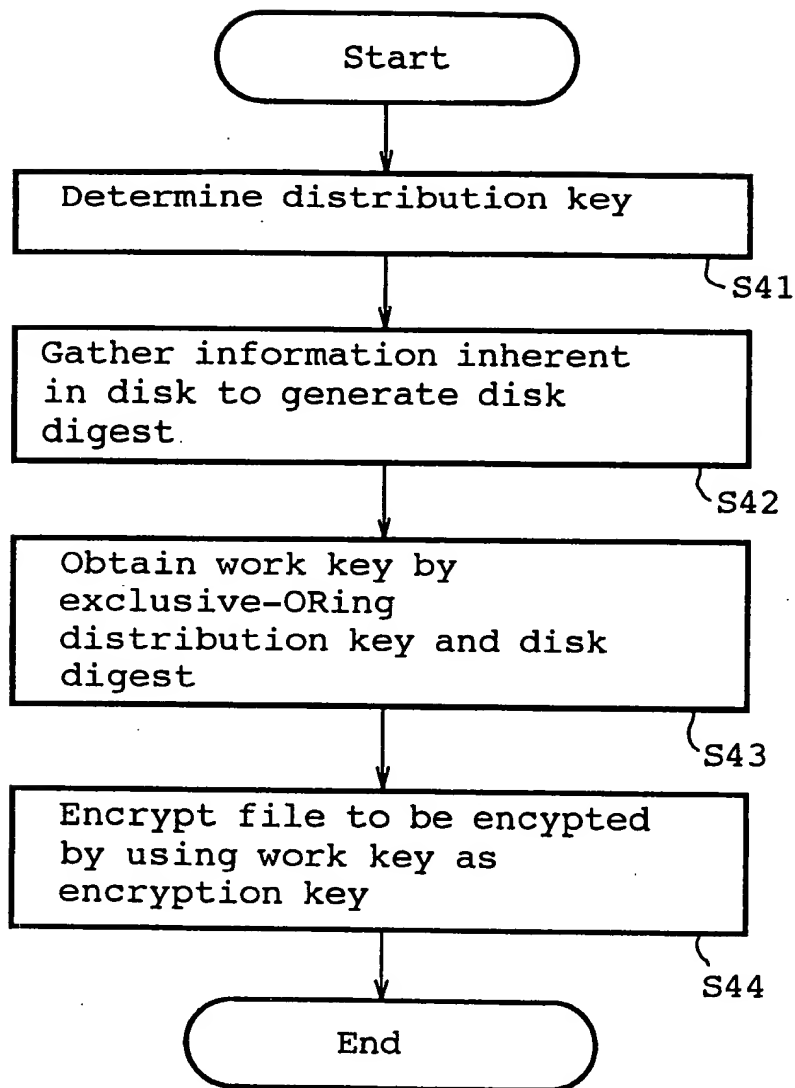 Start
Determine distribution key
S41
Gather information inherent
in disk to generate disk
digest
S42
Obtain work key by
exclusive-ORing
distribution key and disk
digest
S43
Encrypt file to be encypted
by using work key as
encryption key
S44
End